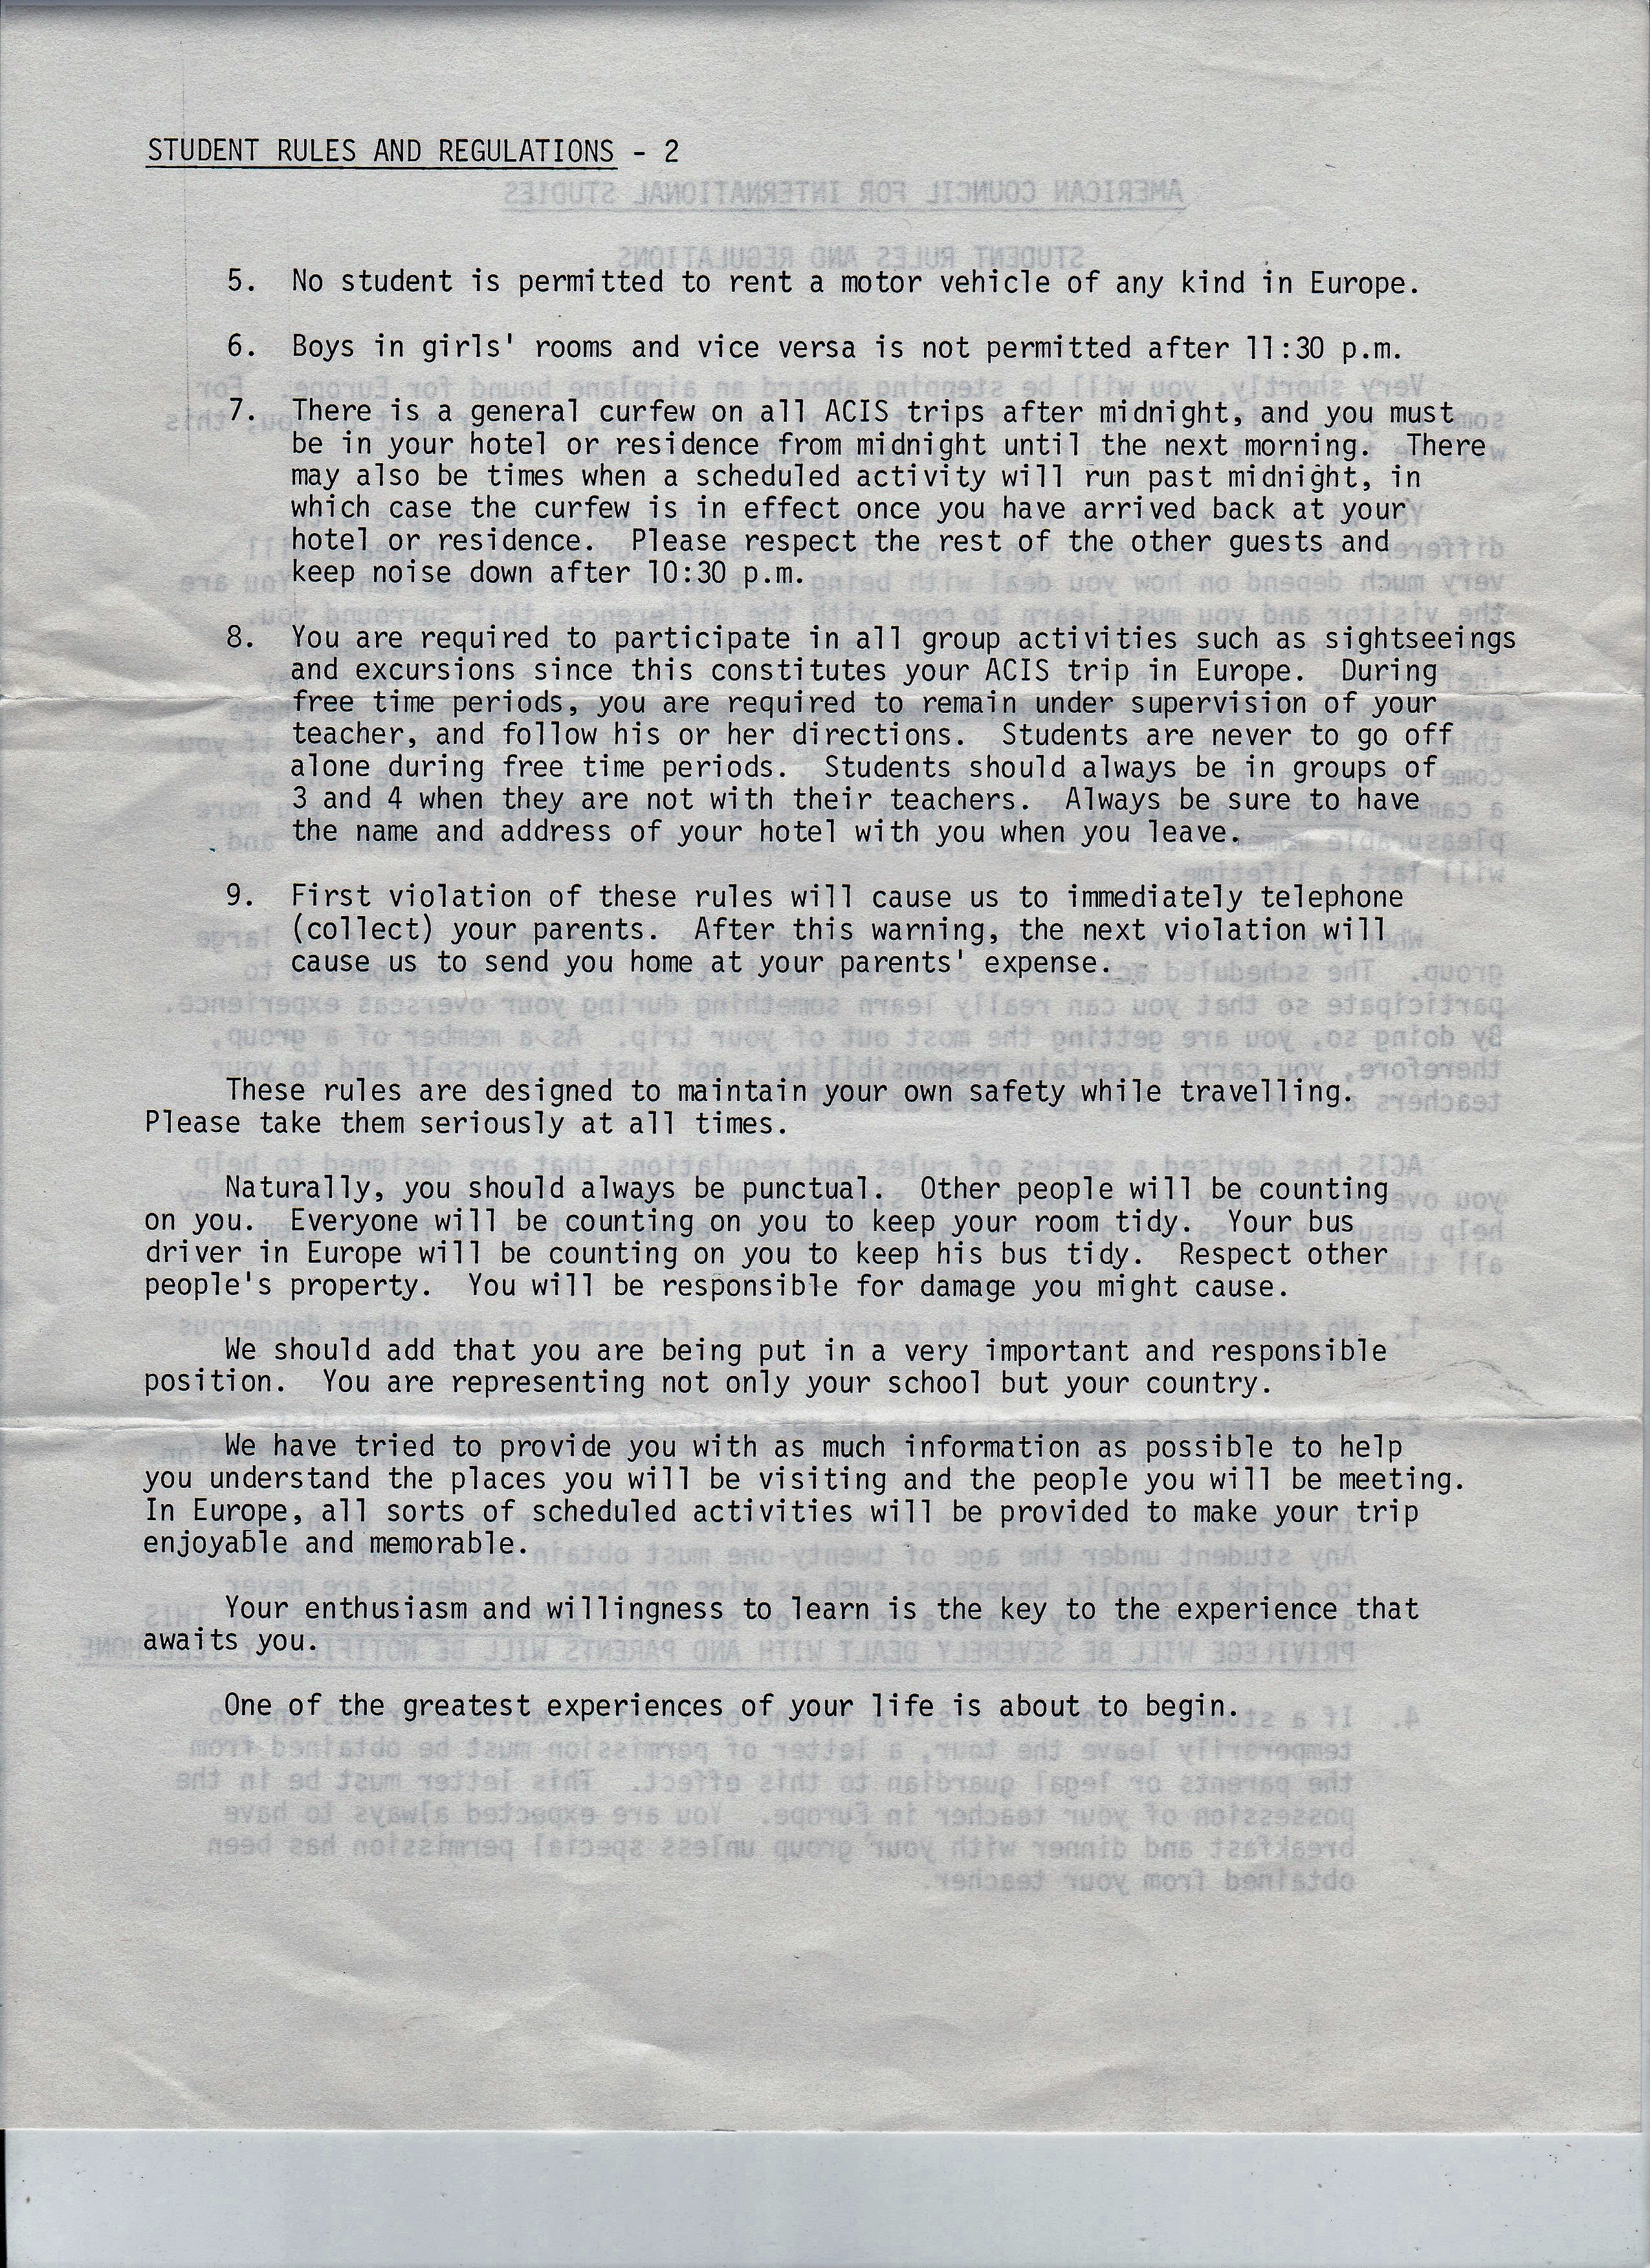 STUDENT RULES AND REGULATIONS - 2
5. No student is permitted to rent a motor vehicle of any kind in Europe.
6. Boys in girls' rooms and vice versa is not permitted after 11:30 p.m.
7. There is a general curfew on all ACIS trips after midnight, and you must
be in your hotel or residence from midnight until the next morning. There
may also be times when a scheduled activity will run past midnight, in
which case the curfew is in effect once you have arrived back at your
hotel or residence. Please respect the rest of the other guests and
keep noise down after 10:30 p.m.
8. You are required to participate in all group activities such as sightseeings
and excursions since this constitutes your ACIS trip in Europe. During
free time periods, you are required to remain under supervision of your
teacher, and follow his or her directions. Students are never to go off
alone during free time periods. Students should always be in groups of
3 and 4 when they are not with their teachers. Always be sure to have
the name and address of your hotel with you when you leave.
9. First violation of these rules will cause us to immediately telephone
(collect) your parents. After this warning, the next violation will
cause us to send you home at your parents' expense.
These rules are designed to maintain your own safety while travelling.
Please take them seriously at all times.
Naturally, you should always be punctual. Other people will be counting
on you. Everyone will be counting on you to keep your room tidy. Your bus
driver in Europe will be counting on you to keep his bus tidy. Respect other
people's property. You will be responsible for damage you might cause.
We should add that you are being put in a very important and responsible
position. You are representing not only your school but your country.
We have tried to provide you with as much information as possible to help
you understand the places you will be visiting and the people you will be meeting.
In Europe, all sorts of scheduled activities will be provided to make your trip
enjoyable and memorable.
Your enthusiasm and willingness to learn is the key to the experience that
awaits you.
One of the greatest experiences of your life is about to begin.